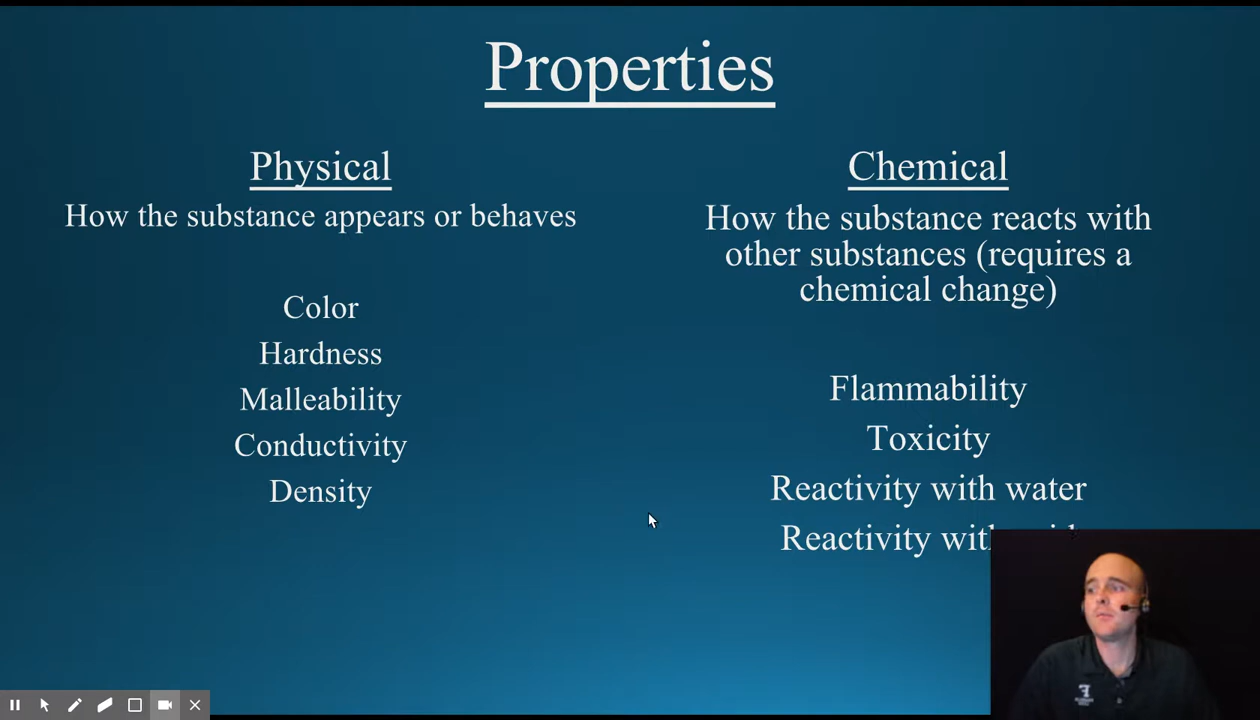 Properties
Physical
How the substance appears or behaves
Color
Hardness
Malleability
Conductivity
Density
Chemical
How the substance reacts with
other substances (requires a
chemical change)
Flammability
Toxicity
Reactivity with water
Reactivity